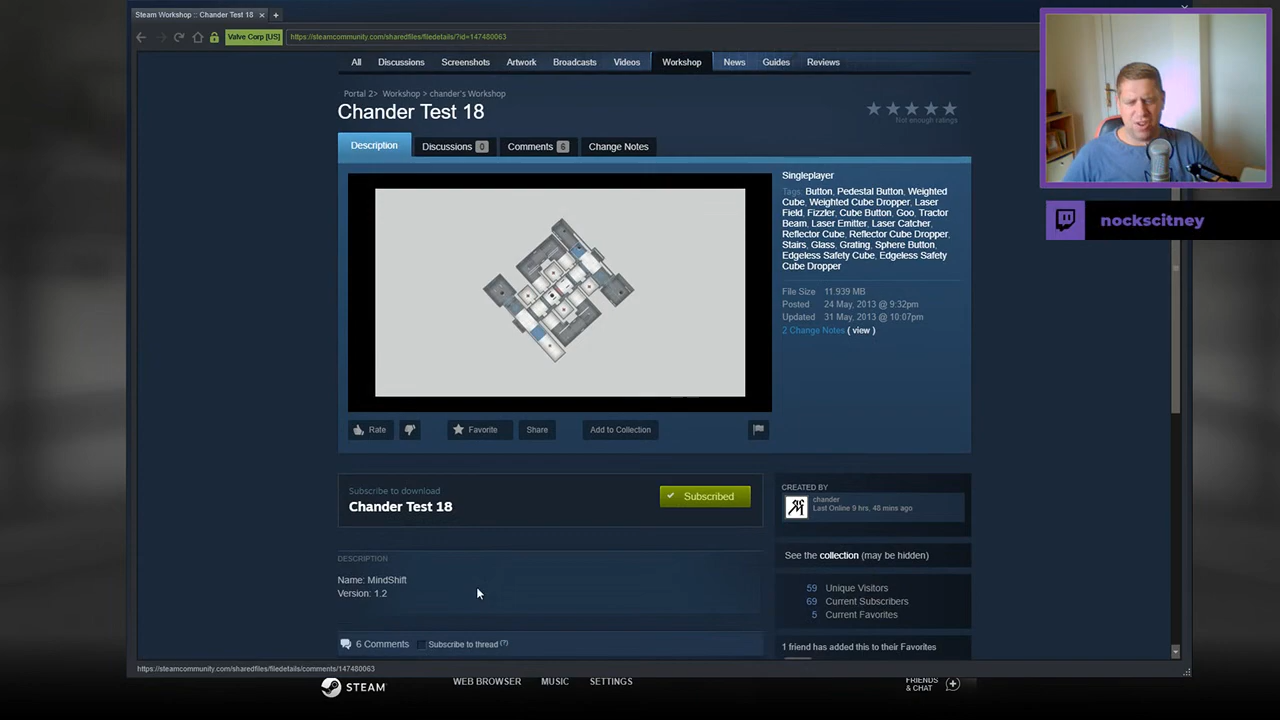 Steam Workshop :: Chander Test 18
Valve Corp [US]
https://steamcommunity.com/sharedfiles/filedetails/?id=147480063
All Discussions Screenshots Artwork Broadcasts Videos Workshop News Guides Reviews
Portal 2> Workshop > chander's Workshop
Chander Test 18
Not enough ratings
Description Discussions 0 Comments 6 Change Notes
Singleplayer
Tags: Button, Pedestal Button, Weighted
Cube, Weighted Cube Dropper, Laser
Field, Fizzler, Cube Button, Goo, Tractor
Beam, Laser Emitter, Laser Catcher,
Reflector Cube, Reflector Cube Dropper,
Stairs, Glass, Grating, Sphere Button,
Edgeless Safety Cube, Edgeless Safety
Cube Dropper
File Size 11.939 MB
Posted 24 May, 2013 @ 9:32pm
Updated 31 May, 2013 @ 10:07pm
2 Change Notes ( view )
Rate Favorite Share Add to Collection
Subscribe to download
Chander Test 18
Subscribed
CREATED BY
chander
Last Online 9 hrs, 48 mins ago
See the collection (may be hidden)
DESCRIPTION
Name: MindShift
Version: 1.2
59 Unique Visitors
69 Current Subscribers
5 Current Favorites
6 Comments Subscribe to thread (?)
1 friend has added this to their Favorites
https://steamcommunity.com/sharedfiles/filedetails/comments/147480063
STEAM
WEB BROWSER MUSIC SETTINGS
FRIENDS
& CHAT
nockscitney